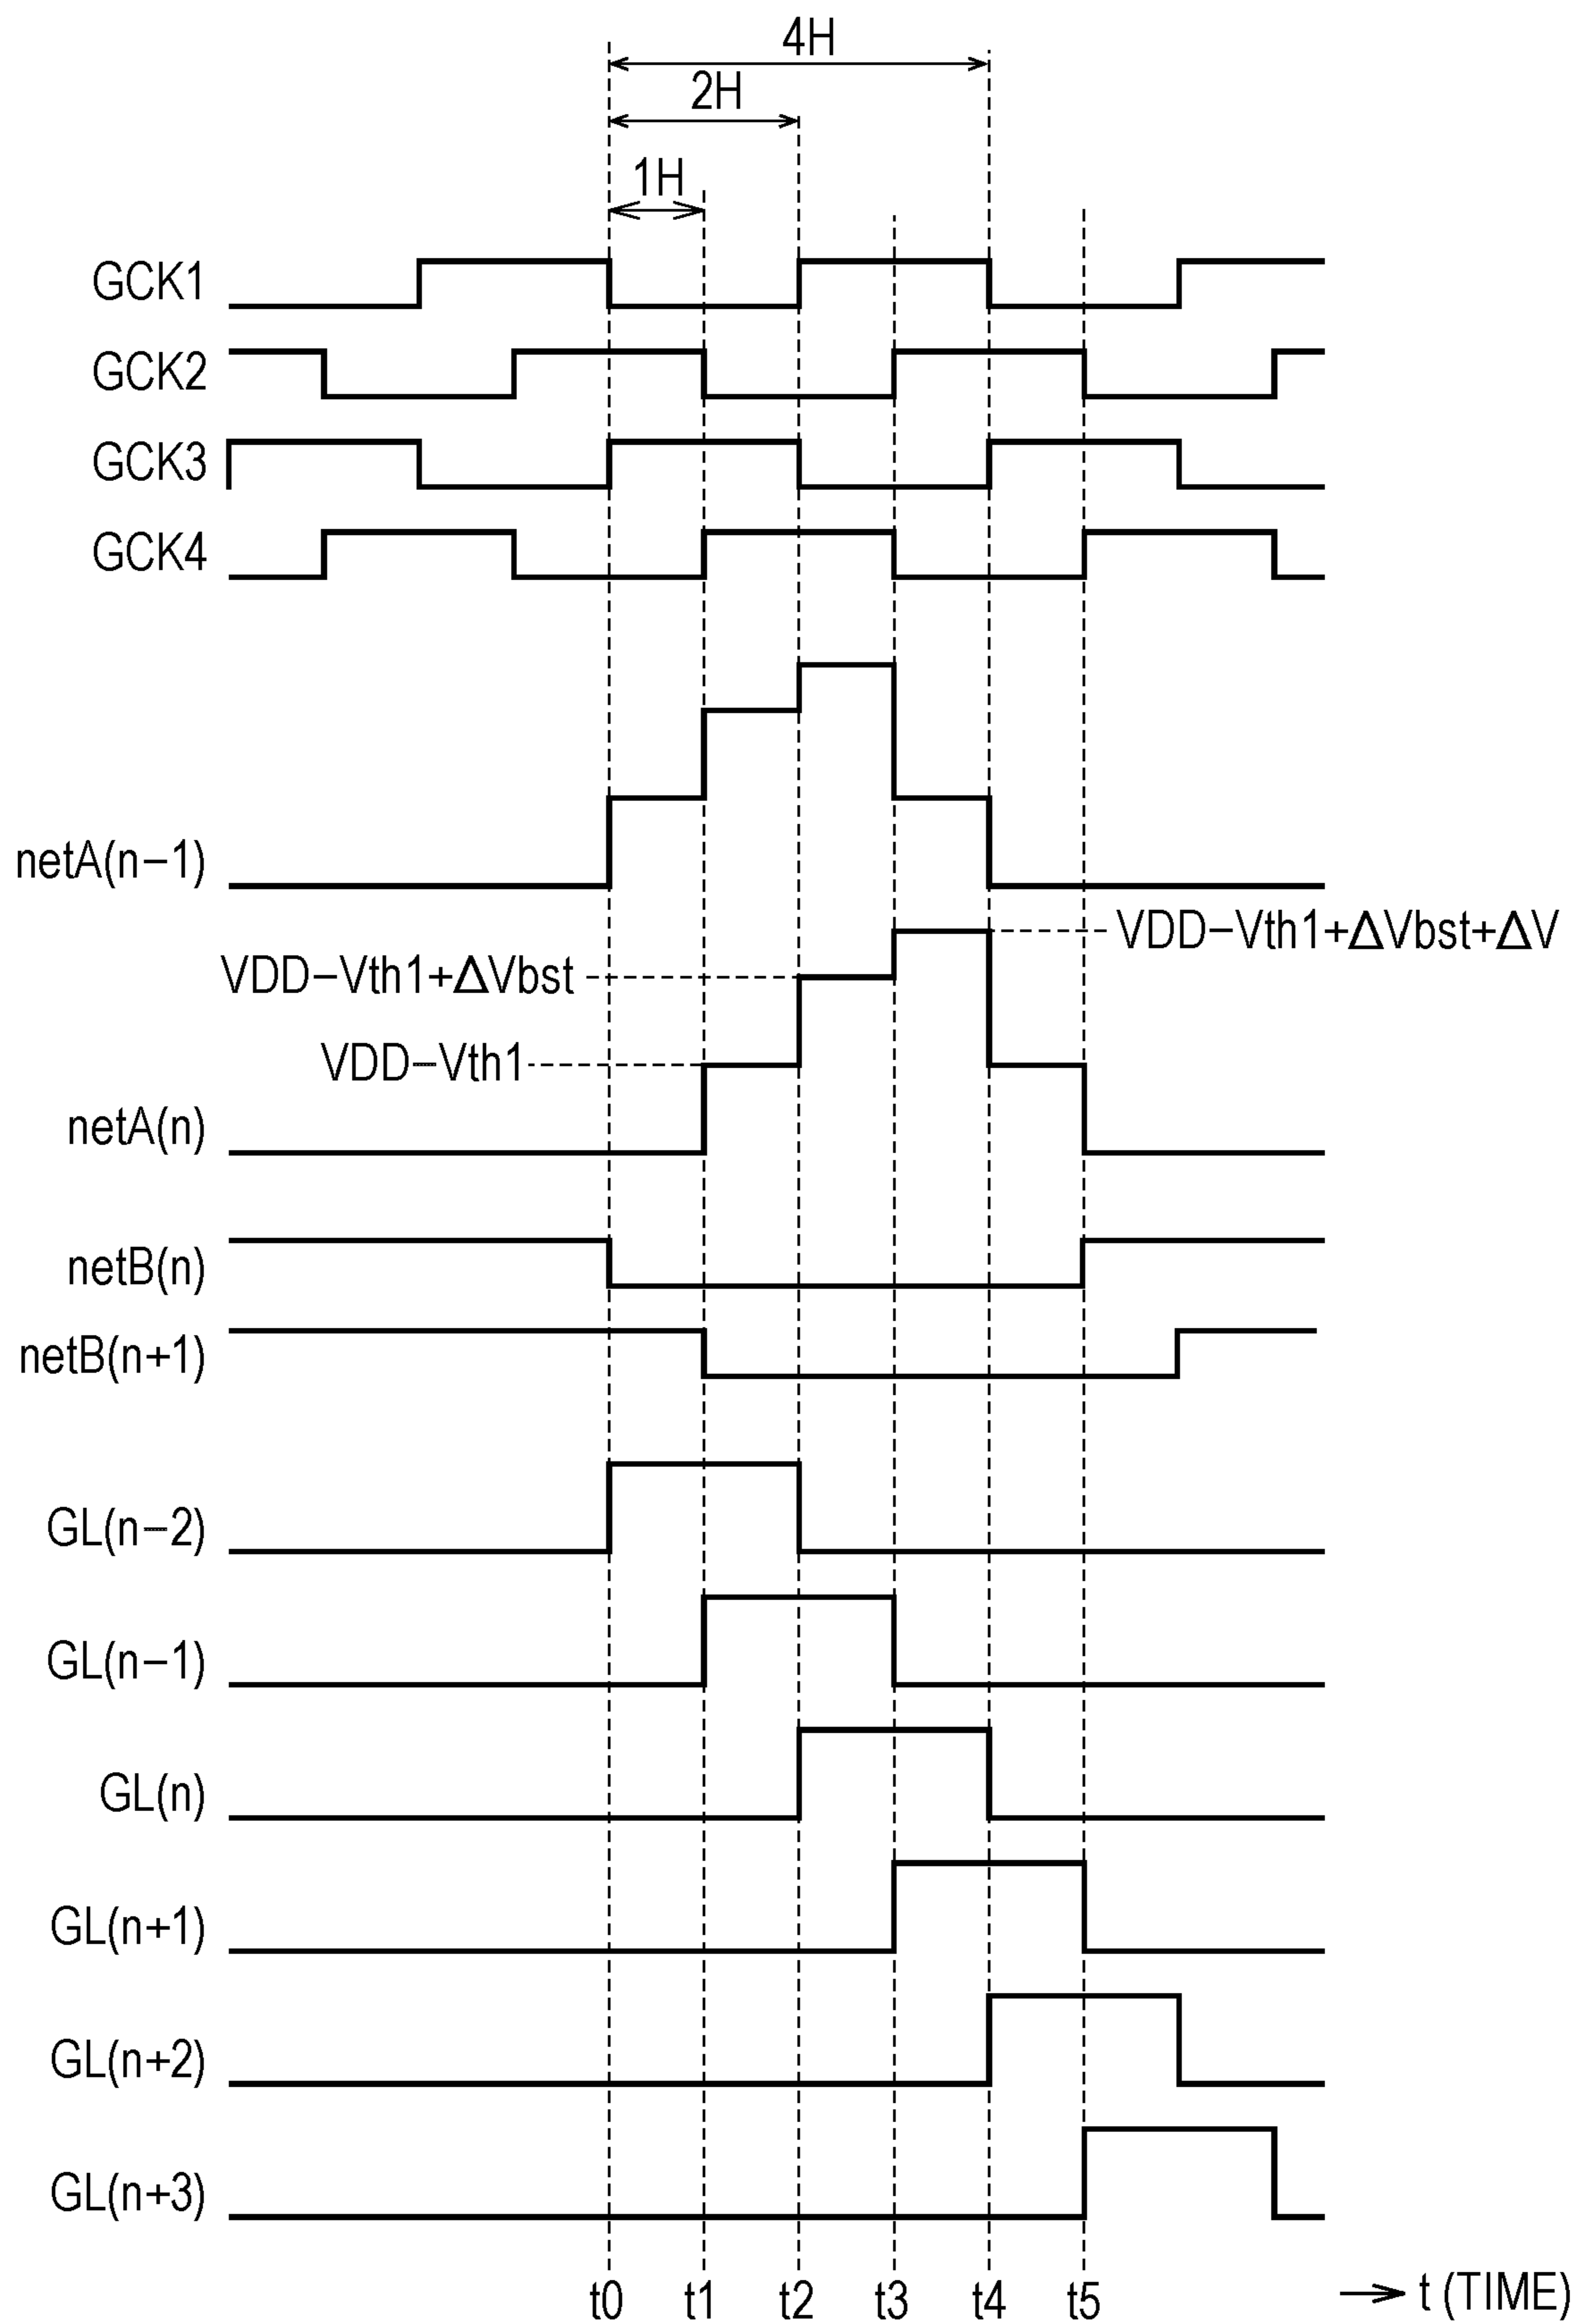 4H
2H
1H
GCK1
GCK2
GCK3
GCK4
netA(n−1)
VDD−Vth1+ΔVbst+ΔV
VDD−Vth1+ΔVbst
VDD−Vth1
netA(n)
netB(n)
netB(n+1)
GL(n−2)
GL(n−1)
GL(n)
GL(n+1)
GL(n+2)
GL(n+3)
t0 t1 t2 t3 t4 t5 → t (TIME)